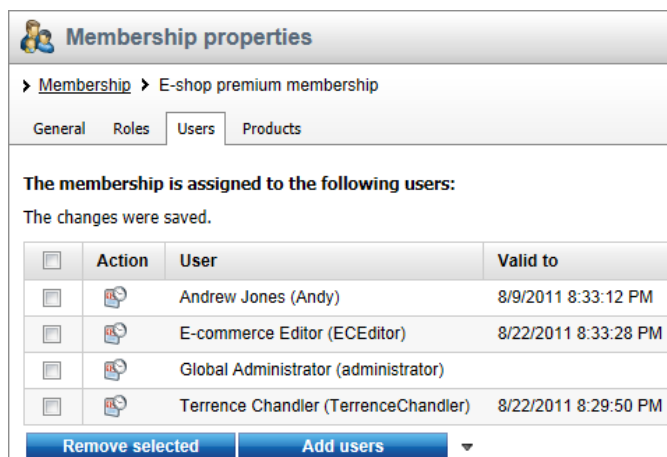 Membership properties
Membership E-shop premium membership
General Roles Users Products
The membership is assigned to the following users:
The changes were saved.
Action User Valid to
Andrew Jones (Andy) 8/9/2011 8:33:12 PM
E-commerce Editor (ECEditor) 8/22/2011 8:33:28 PM
Global Administrator (administrator)
Terrence Chandler (TerrenceChandler) 8/22/2011 8:29:50 PM
Remove selected Add users